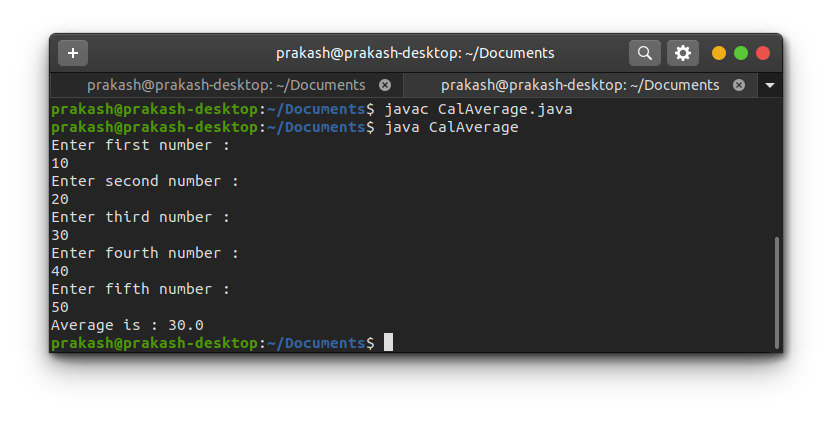 prakash@prakash-desktop: ~/Documents
prakash@prakash-desktop: ~/Documents prakash@prakash-desktop: ~/Documents
prakash@prakash-desktop:~/Documents$ javac CalAverage.java
prakash@prakash-desktop:~/Documents$ java CalAverage
Enter first number :
10
Enter second number :
20
Enter third number :
30
Enter fourth number :
40
Enter fifth number :
50
Average is : 30.0
prakash@prakash-desktop:~/Documents$